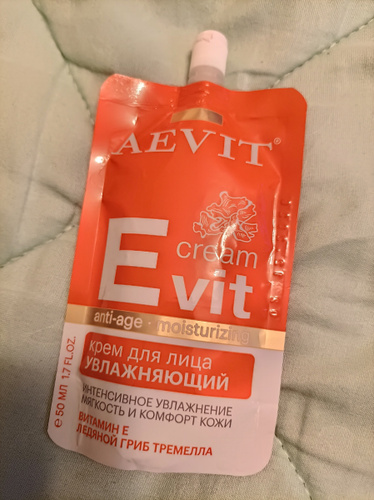 AEVIT®
cream
E vit
anti-age · moisturizing
крем для лица
УВЛАЖНЯЮЩИЙ
ИНТЕНСИВНОЕ УВЛАЖНЕНИЕ
МЯГКОСТЬ И КОМФОРТ КОЖИ
ВИТАМИН Е
ЛЕДЯНОЙ ГРИБ ТРЕМЕЛЛА
℮ 50 МЛ 1.7 FL.OZ.